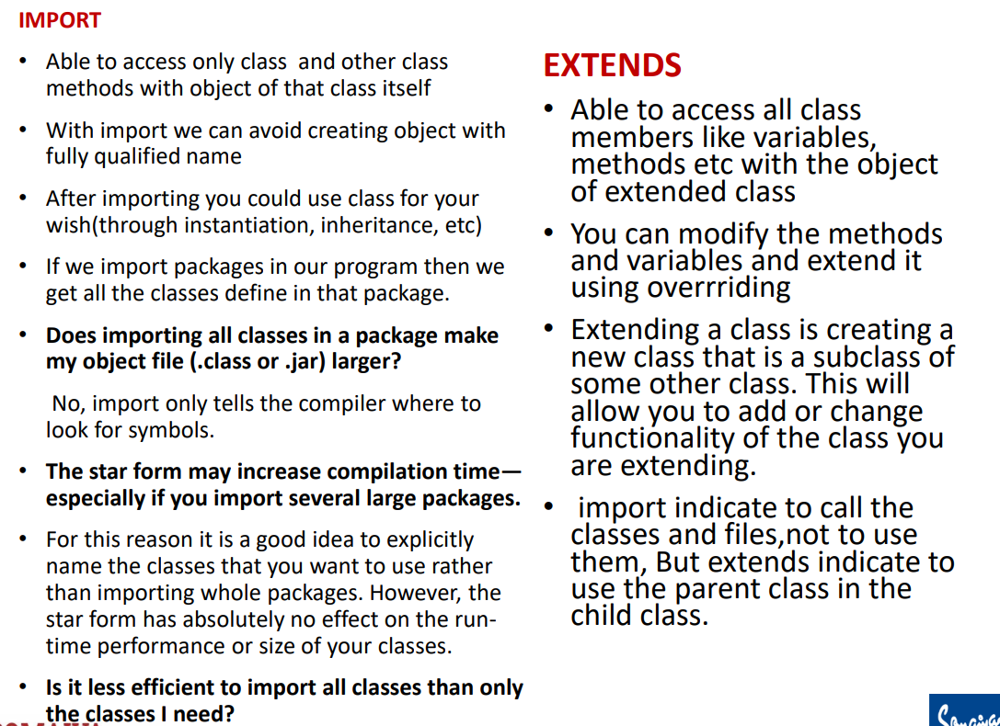 IMPORT
• Able to access only class and other class
methods with object of that class itself
• With import we can avoid creating object with
fully qualified name
• After importing you could use class for your
wish(through instantiation, inheritance, etc)
• If we import packages in our program then we
get all the classes define in that package.
• Does importing all classes in a package make
my object file (.class or .jar) larger?
No, import only tells the compiler where to
look for symbols.
• The star form may increase compilation time—
especially if you import several large packages.
• For this reason it is a good idea to explicitly
name the classes that you want to use rather
than importing whole packages. However, the
star form has absolutely no effect on the run-
time performance or size of your classes.
• Is it less efficient to import all classes than only
the classes I need?
EXTENDS
• Able to access all class
members like variables,
methods etc with the object
of extended class
• You can modify the methods
and variables and extend it
using overrriding
• Extending a class is creating a
new class that is a subclass of
some other class. This will
allow you to add or change
functionality of the class you
are extending.
• import indicate to call the
classes and files,not to use
them, But extends indicate to
use the parent class in the
child class.